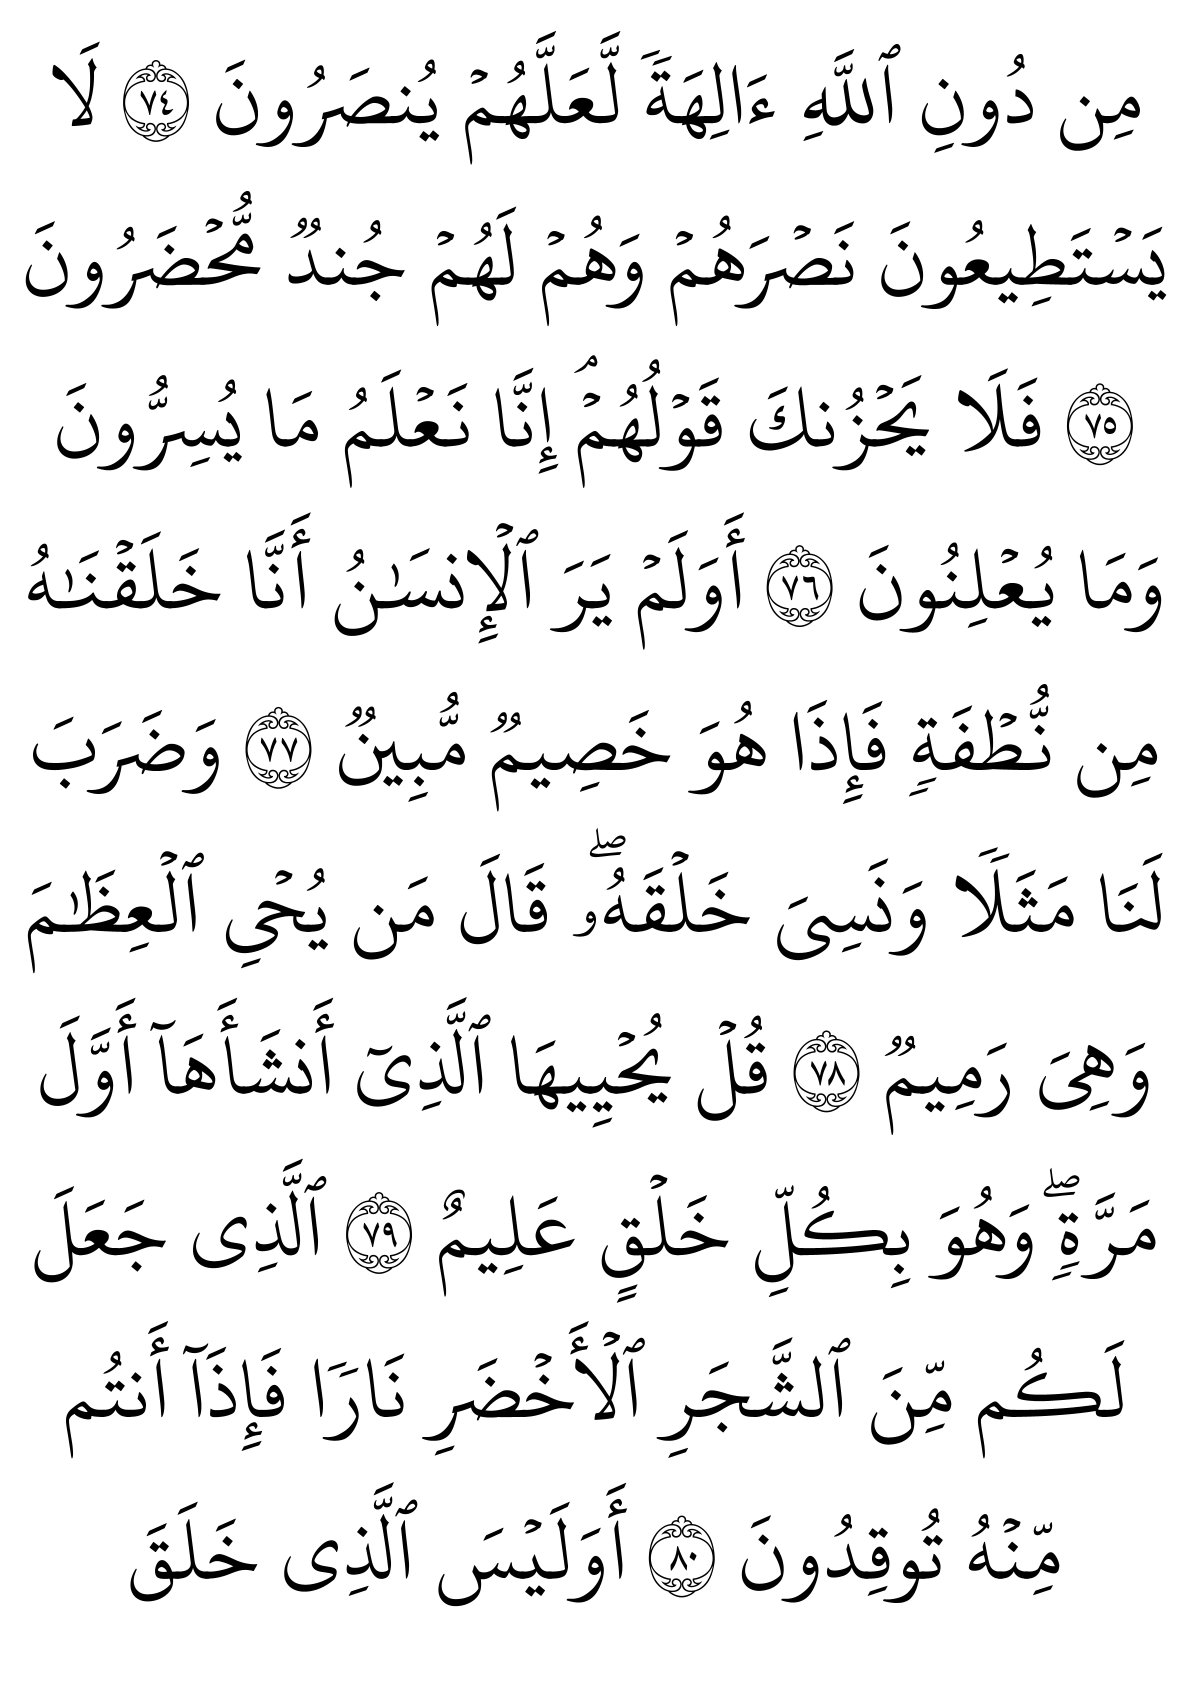 مِن دُونِ ٱللَّهِ ءَالِهَةٗ لَّعَلَّهُمۡ يُنصَرُونَ ٧٤ لَا
يَسۡتَطِيعُونَ نَصۡرَهُمۡ وَهُمۡ لَهُمۡ جُندٞ مُّحۡضَرُونَ
٧٥ فَلَا يَحۡزُنكَ قَوۡلُهُمۡۘ إِنَّا نَعۡلَمُ مَا يُسِرُّونَ
وَمَا يُعۡلِنُونَ ٧٦ أَوَلَمۡ يَرَ ٱلۡإِنسَٰنُ أَنَّا خَلَقۡنَٰهُ
مِن نُّطۡفَةٖ فَإِذَا هُوَ خَصِيمٞ مُّبِينٞ ٧٧ وَضَرَبَ
لَنَا مَثَلٗا وَنَسِيَ خَلۡقَهُۥۖ قَالَ مَن يُحۡيِ ٱلۡعِظَٰمَ
وَهِيَ رَمِيمٞ ٧٨ قُلۡ يُحۡيِيهَا ٱلَّذِيٓ أَنشَأَهَآ أَوَّلَ
مَرَّةٖۖ وَهُوَ بِكُلِّ خَلۡقٍ عَلِيمٌ ٧٩ ٱلَّذِي جَعَلَ
لَكُم مِّنَ ٱلشَّجَرِ ٱلۡأَخۡضَرِ نَارٗا فَإِذَآ أَنتُم
مِّنۡهُ تُوقِدُونَ ٨٠ أَوَلَيۡسَ ٱلَّذِي خَلَقَ